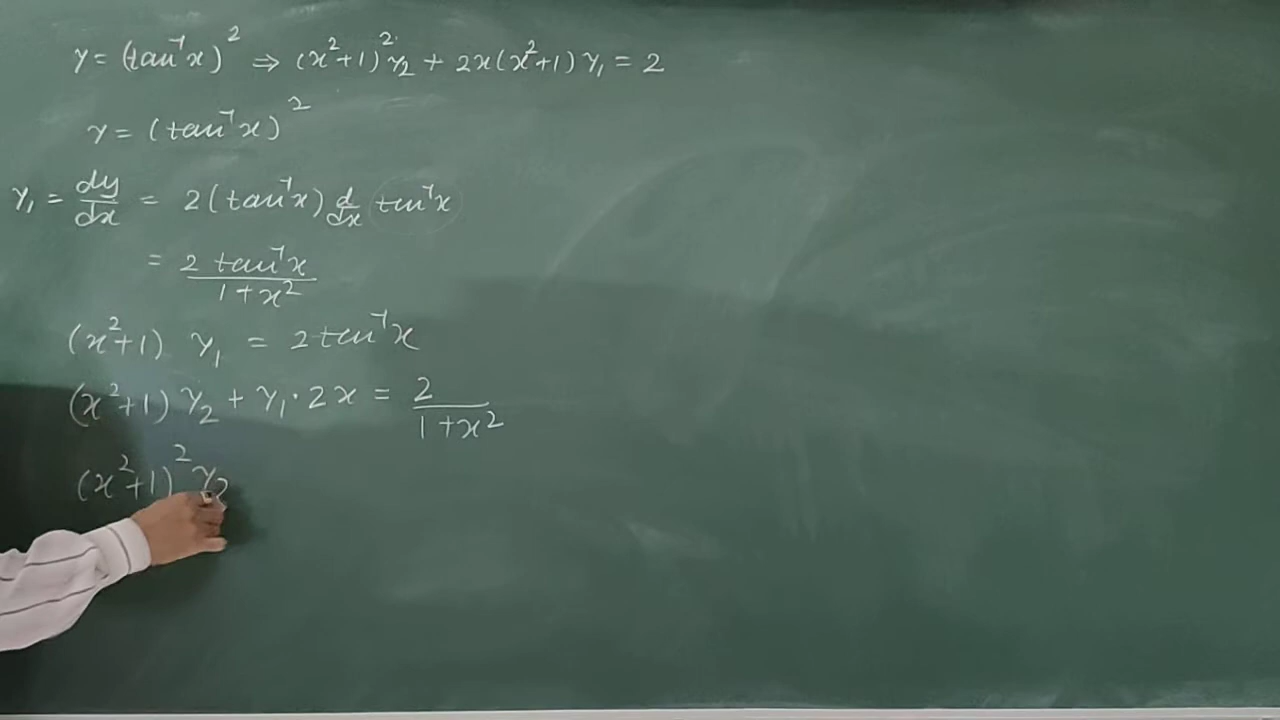 y = (tan⁻¹x)² ⇒ (x²+1)² y₂ + 2x(x²+1) y₁ = 2
y = (tan⁻¹x)²
y₁ = dy/dx = 2(tan⁻¹x) d/dx tan⁻¹x
= 2 tan⁻¹x / 1+x²
(x²+1) y₁ = 2 tan⁻¹x
(x²+1) y₂ + y₁·2x = 2 / 1+x²
(x²+1)² y₂